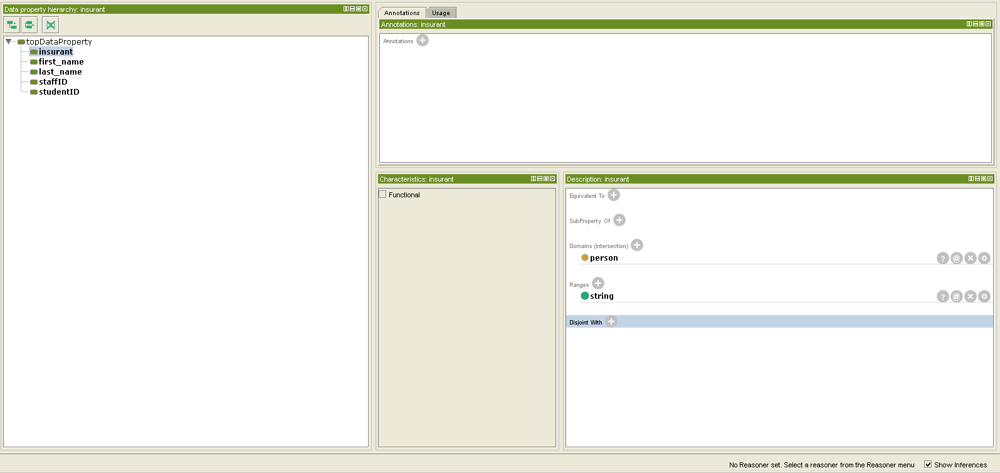 Data property hierarchy: insurant
topDataProperty
insurant
first_name
last_name
staffID
studentID
Annotations
Usage
Annotations: insurant
Annotations
Characteristics: insurant
Functional
Description: insurant
Equivalent To
SubProperty Of
Domains (intersection)
person
? @
Ranges
string
? @
Disjoint With
No Reasoner set. Select a reasoner from the Reasoner menu
Show Inferences